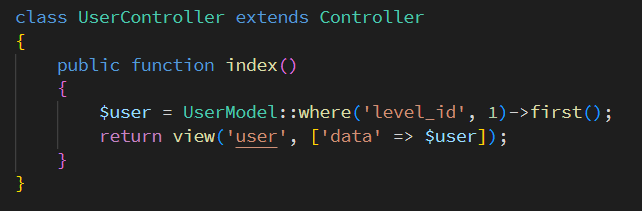 class UserController extends Controller
{
    public function index()
    {
        $user = UserModel::where('level_id', 1)->first();
        return view('user', ['data' => $user]);
    }
}